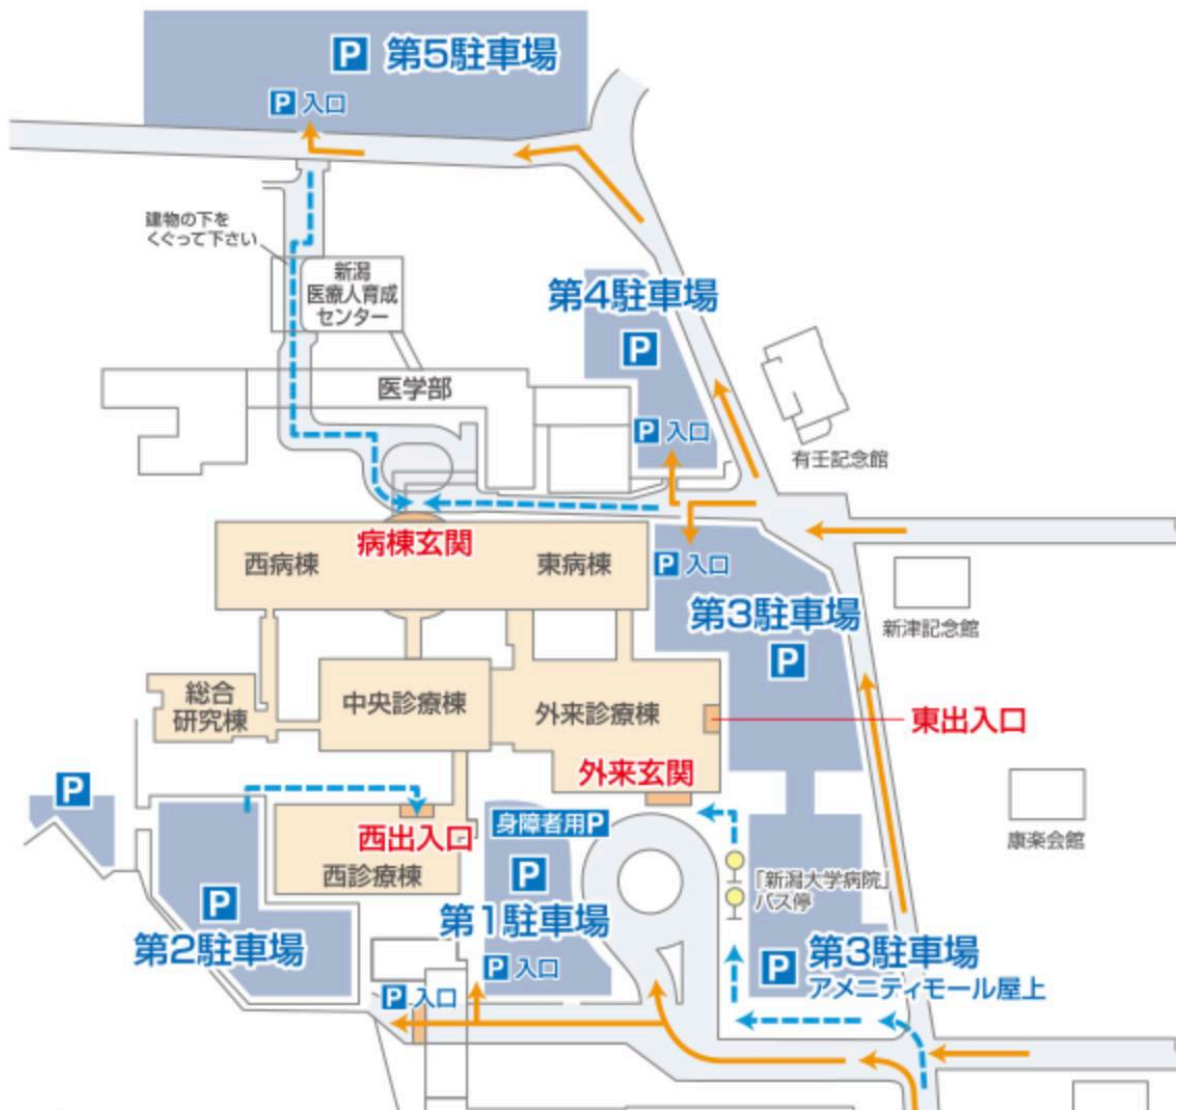 P 第5駐車場
P 入口
建物の下を
くぐって下さい
新潟
医療人育成
センター
第4駐車場
P
医学部
P 入口
有壬記念館
病棟玄関
西病棟
東病棟
P 入口
第3駐車場
P
新津記念館
総合
研究棟
中央診療棟
外来診療棟
東出入口
外来玄関
P
西出入口
身障者用P
康楽会館
西診療棟
P
「新潟大学病院」
バス停
P
第1駐車場
第2駐車場
P 第3駐車場
アメニティモール屋上
P 入口
P 入口